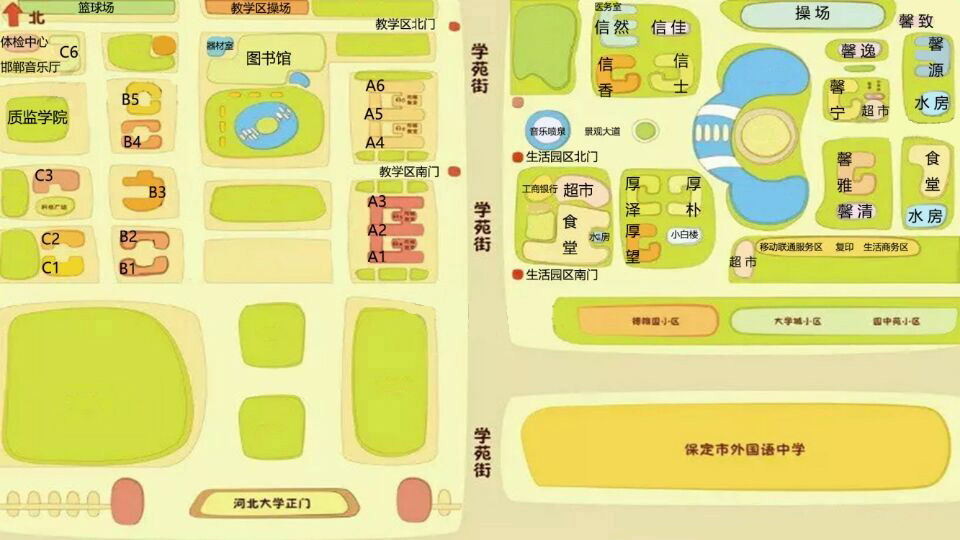 北
篮球场
教学区操场
教学区北门
体检中心
C6
邯郸音乐厅
器材室
图书馆
质监学院
B5
B4
A6
A5
A4
教学区南门
C3
B3
A3
A2
A1
C2
C1
B2
B1
河北大学正门
学苑街
学苑街
学苑街
医务室
信然
信佳
信香
信士
操场
馨致
馨逸
馨源
馨宁
超市
水房
音乐喷泉
景观大道
生活园区北门
工商银行
超市
食堂
水房
厚泽
厚朴
厚望
小白楼
生活园区南门
馨雅
馨清
食堂
水房
移动联通服务区
复印
生活商务区
超市
大学城小区
保定市外国语中学